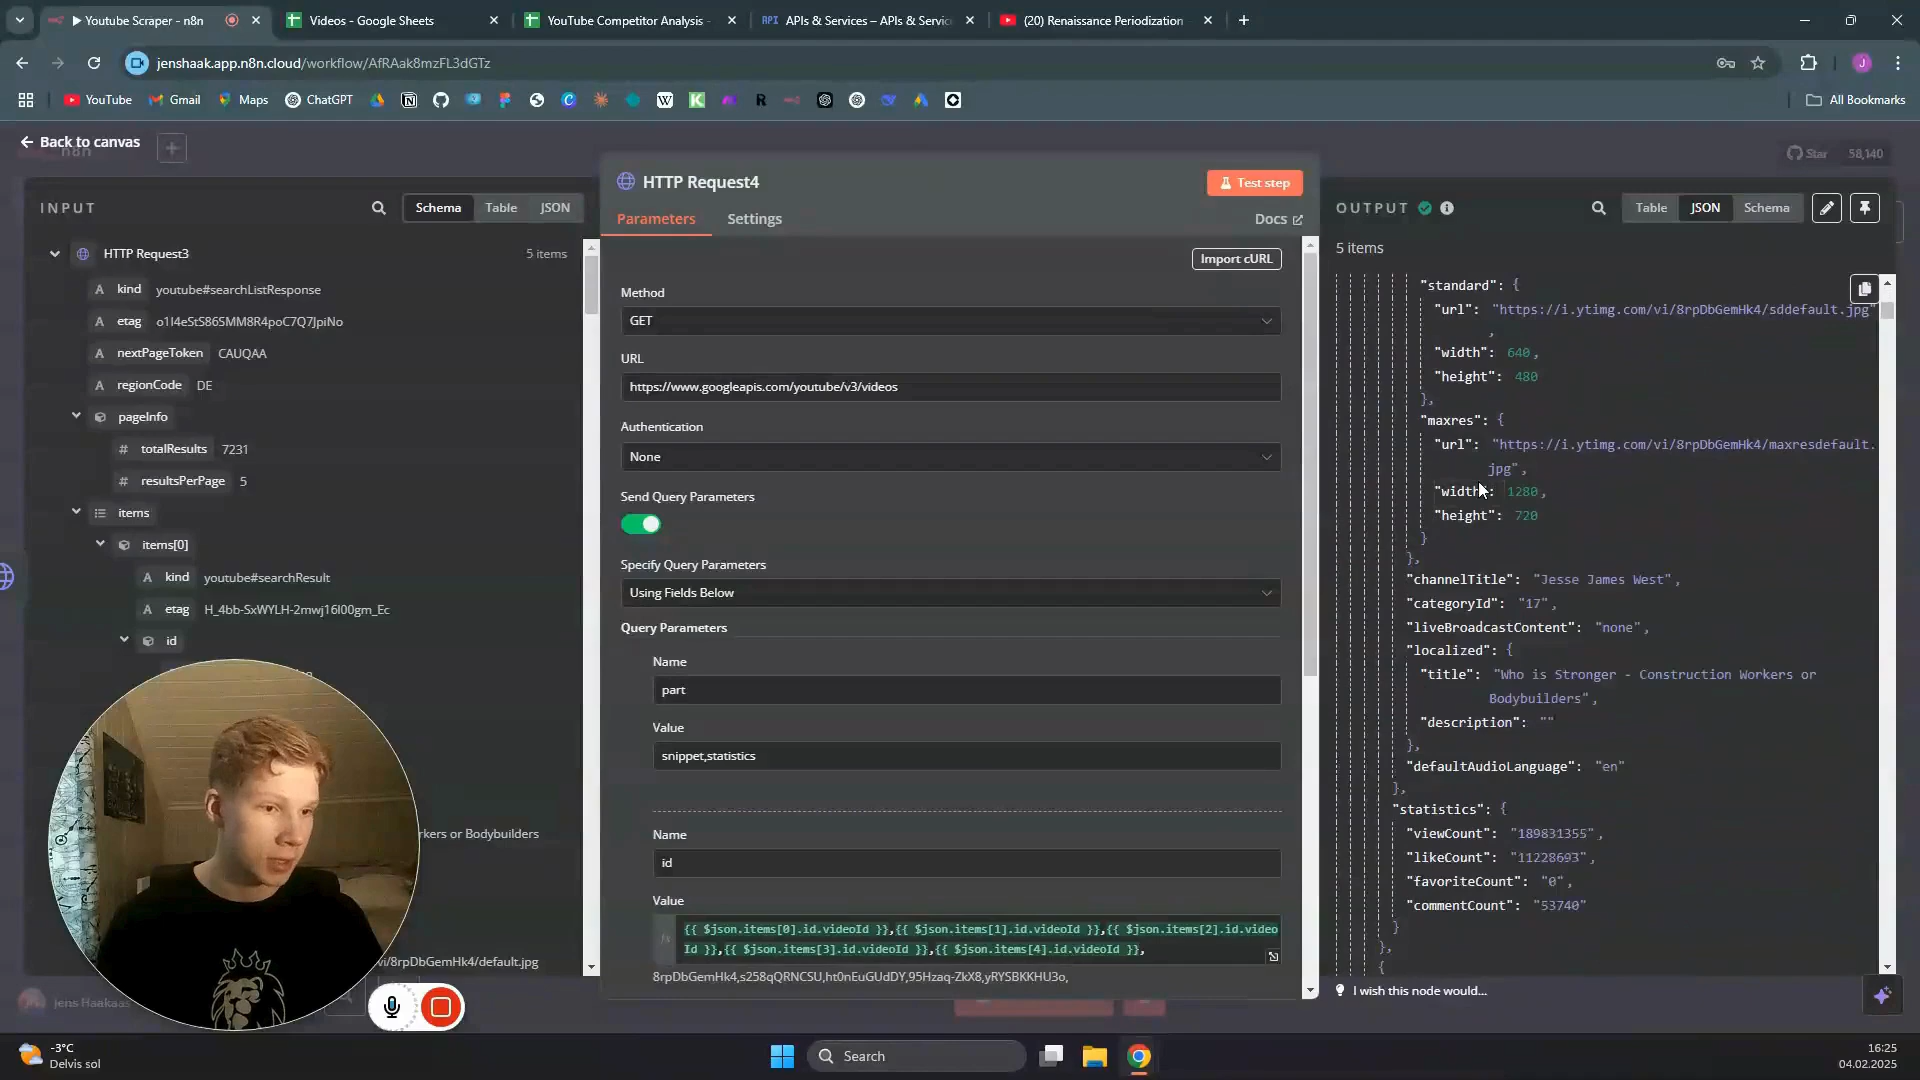 Youtube Scraper - n8n
Videos - Google Sheets
YouTube Competitor Analysis -
API APIs & Services – APIs & Servic
(20) Renaissance Periodization
jenshaak.app.n8n.cloud/workflow/AfRAak8mzFL3dGTz
YouTube
Gmail
Maps
ChatGPT
All Bookmarks
Back to canvas
n8n
Star 58,140
INPUT
Schema Table JSON
HTTP Request3 5 items
A kind youtube#searchListResponse
A etag o1I4eStS865MM8R4poC7Q7JpiNo
A nextPageToken CAUQAA
A regionCode DE
pageInfo
# totalResults 7231
# resultsPerPage 5
items
items[0]
A kind youtube#searchResult
A etag H_4bb-SxWYLH-2mwj16I00gm_Ec
id
rkers or Bodybuilders
vi/8rpDbGemHk4/default.jpg
Jens Haakaas
HTTP Request4
Test step
Parameters Settings
Docs
Import cURL
Method
GET
URL
https://www.googleapis.com/youtube/v3/videos
Authentication
None
Send Query Parameters
Specify Query Parameters
Using Fields Below
Query Parameters
Name
part
Value
snippet,statistics
Name
id
Value
fx
{{ $json.items[0].id.videoId }},{{ $json.items[1].id.videoId }},{{ $json.items[2].id.video
Id }},{{ $json.items[3].id.videoId }},{{ $json.items[4].id.videoId }},
8rpDbGemHk4,s258qQRNCSU,ht0nEuGUdDY,95Hzaq-ZkX8,yRYSBKKHU3o,
OUTPUT
Table JSON Schema
5 items
"standard": {
"url": "https://i.ytimg.com/vi/8rpDbGemHk4/sddefault.jpg"
,
"width": 640,
"height": 480
},
"maxres": {
"url": "https://i.ytimg.com/vi/8rpDbGemHk4/maxresdefault.
jpg",
"width": 1280,
"height": 720
}
},
"channelTitle": "Jesse James West",
"categoryId": "17",
"liveBroadcastContent": "none",
"localized": {
"title": "Who is Stronger - Construction Workers or
Bodybuilders",
"description": ""
},
"defaultAudioLanguage": "en"
},
"statistics": {
"viewCount": "189831355",
"likeCount": "11228693",
"favoriteCount": "0",
"commentCount": "53740"
}
},
{
I wish this node would...
-3°C
Delvis sol
Search
16:25
04.02.2025